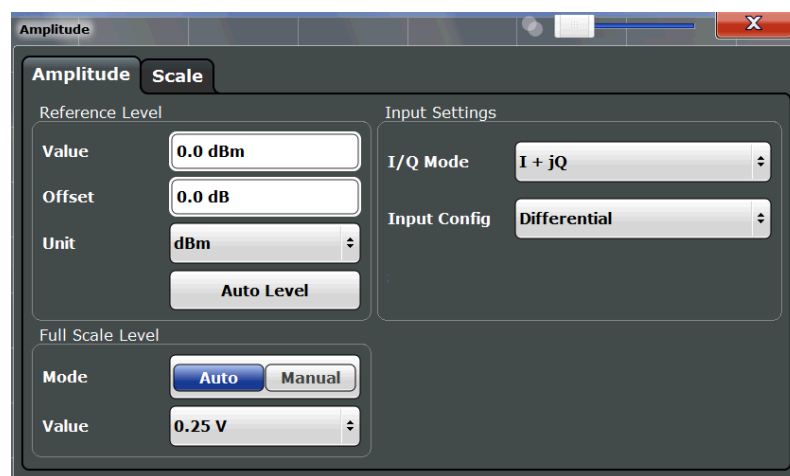 Amplitude
Amplitude Scale
Reference Level
Value 0.0 dBm
Offset 0.0 dB
Unit dBm
Auto Level
Input Settings
I/Q Mode I + jQ
Input Config Differential
Full Scale Level
Mode Auto Manual
Value 0.25 V